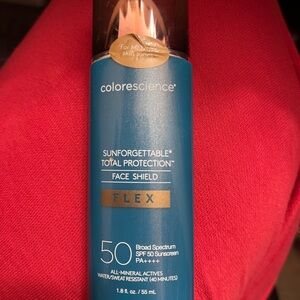 colorescience®
SUNFORGETTABLE®
TOTAL PROTECTION™
FACE SHIELD
FLEX
50
Broad Spectrum
SPF 50 Sunscreen
PA++++
ALL-MINERAL ACTIVES
WATER/SWEAT RESISTANT (40 MINUTES)
1.8 fl. oz. / 55 mL